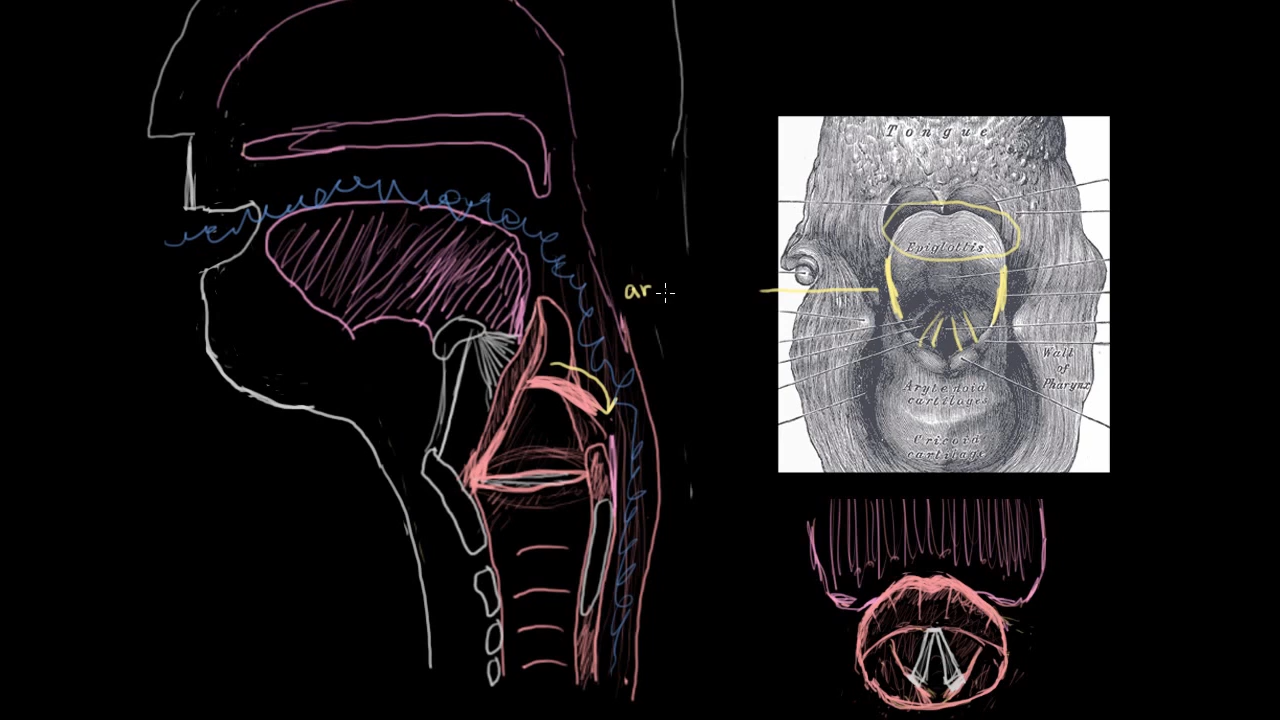 ar
Tongue
Epiglottis
Wall
of
Pharynx
Arytenoid
cartilages
Cricoid
cartilage